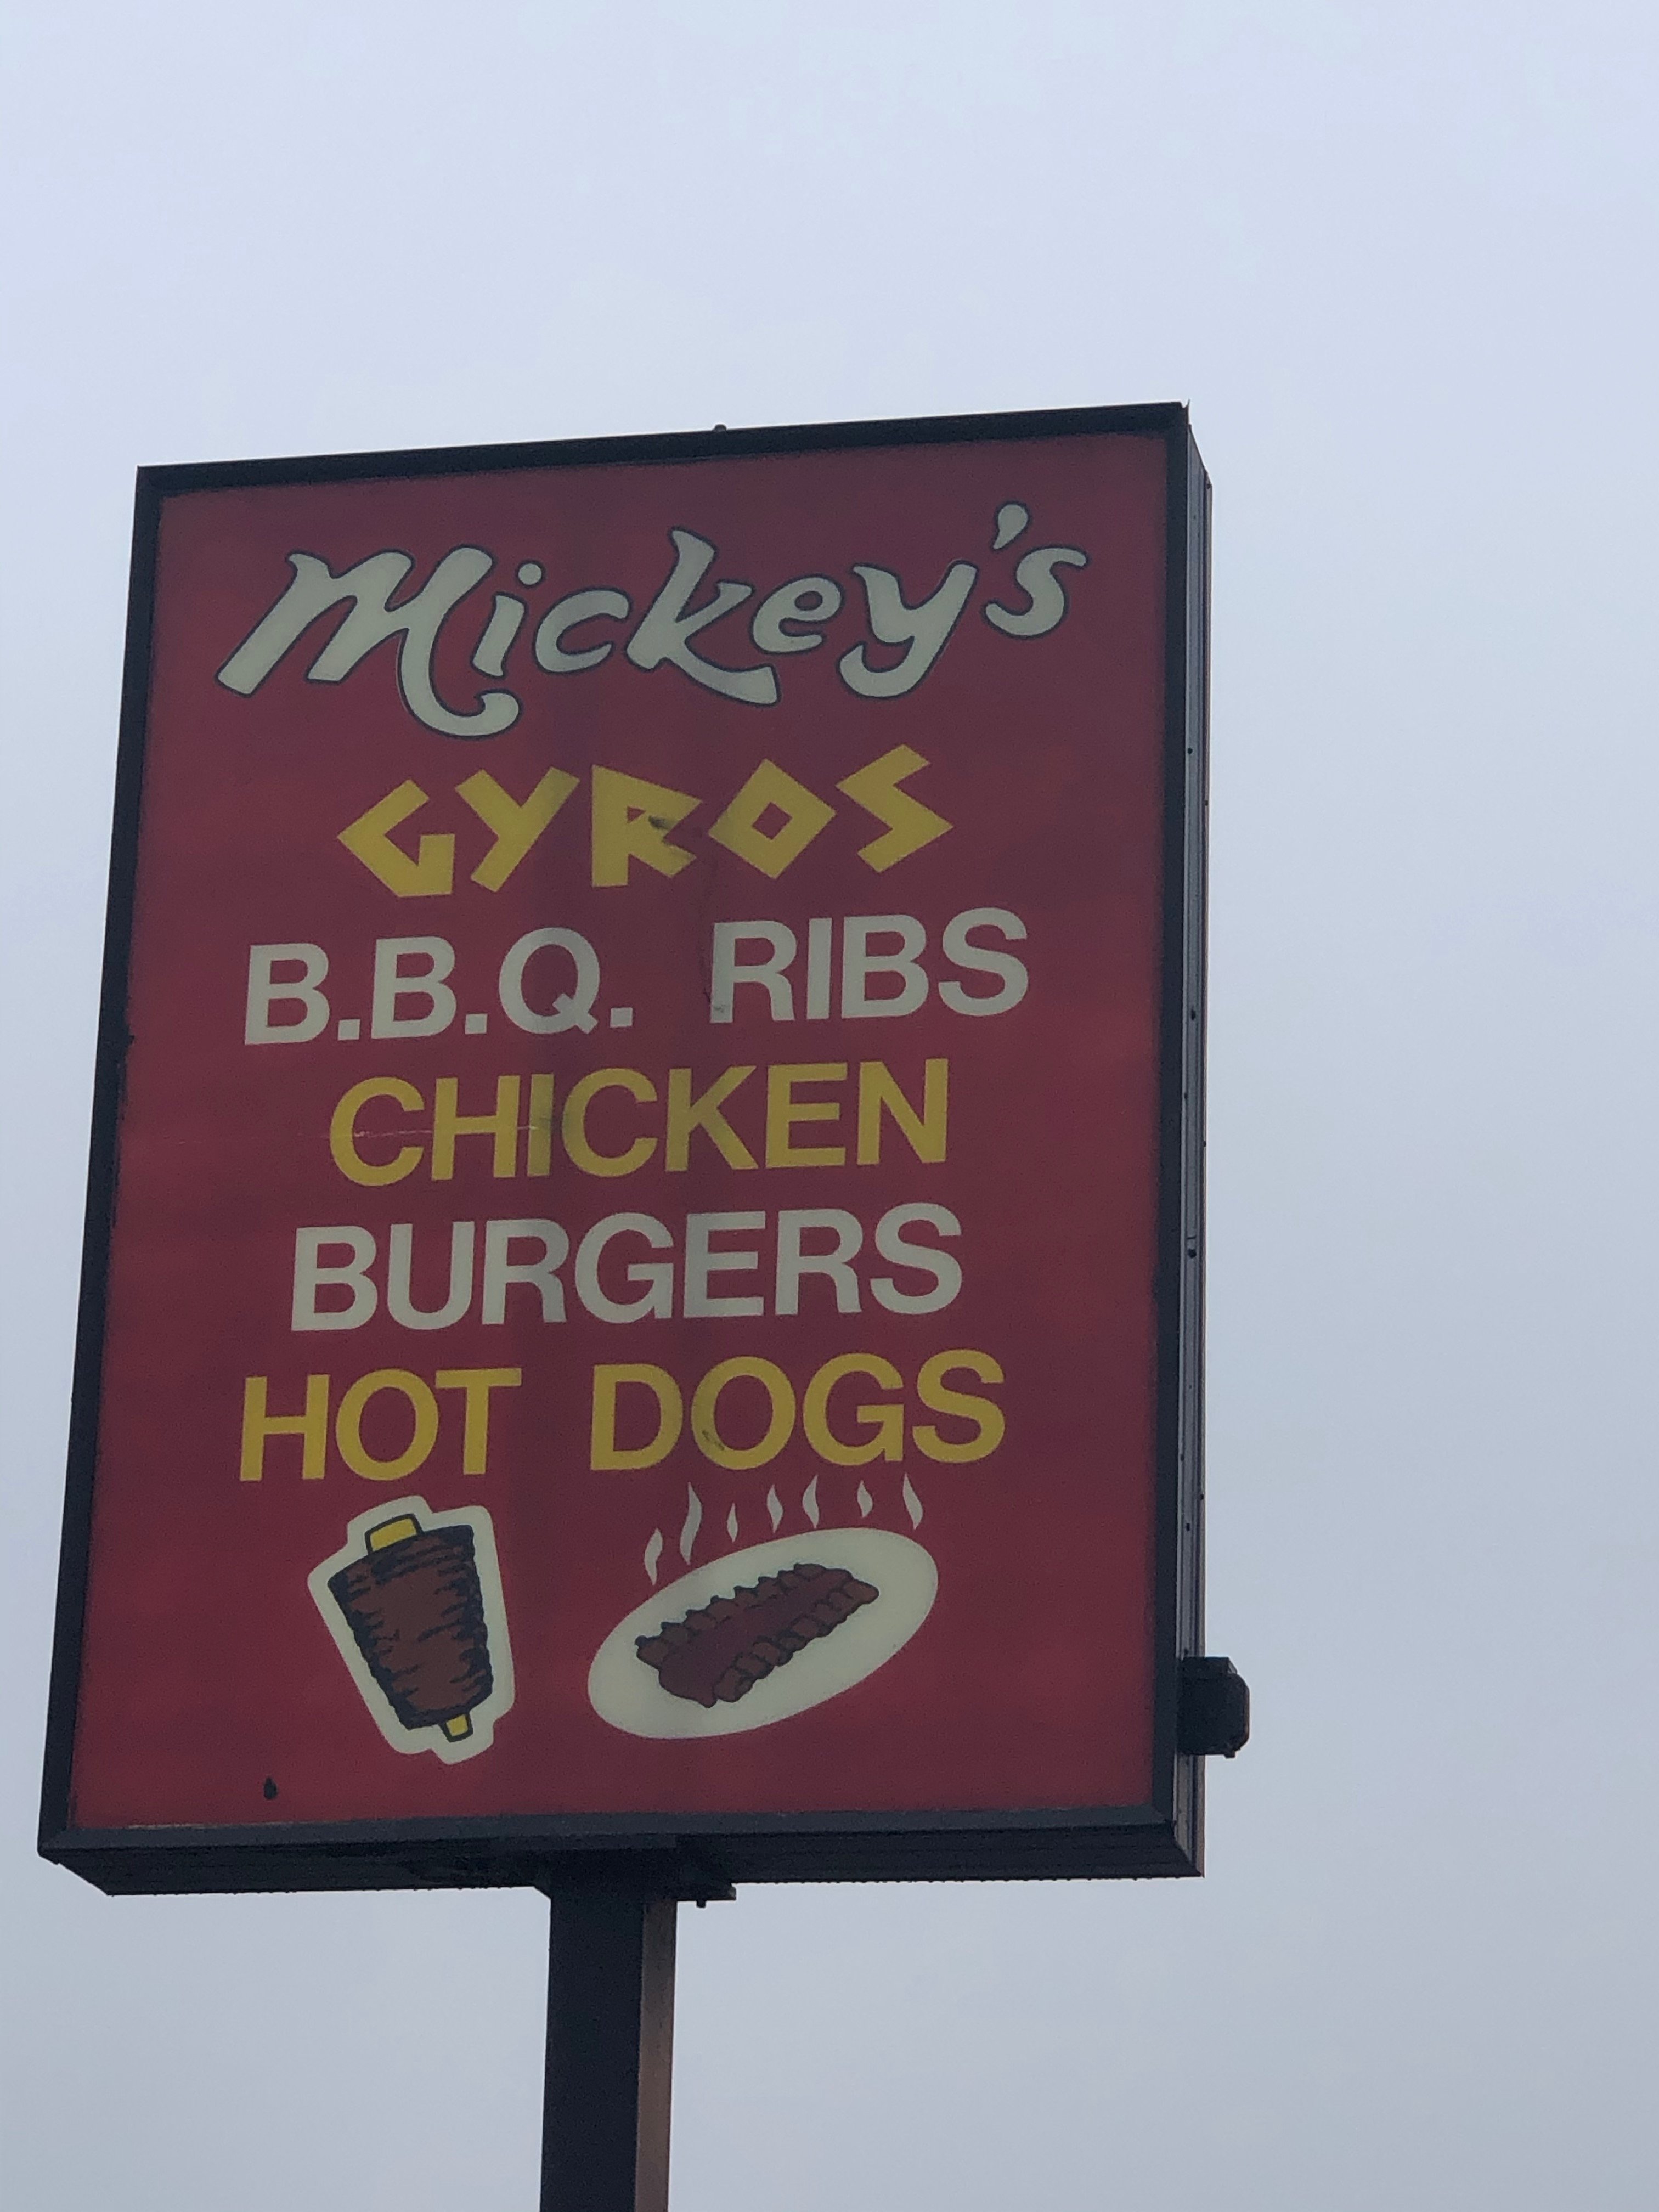 Mickey's
GYROS
B.B.Q. RIBS
CHICKEN
BURGERS
HOT DOGS